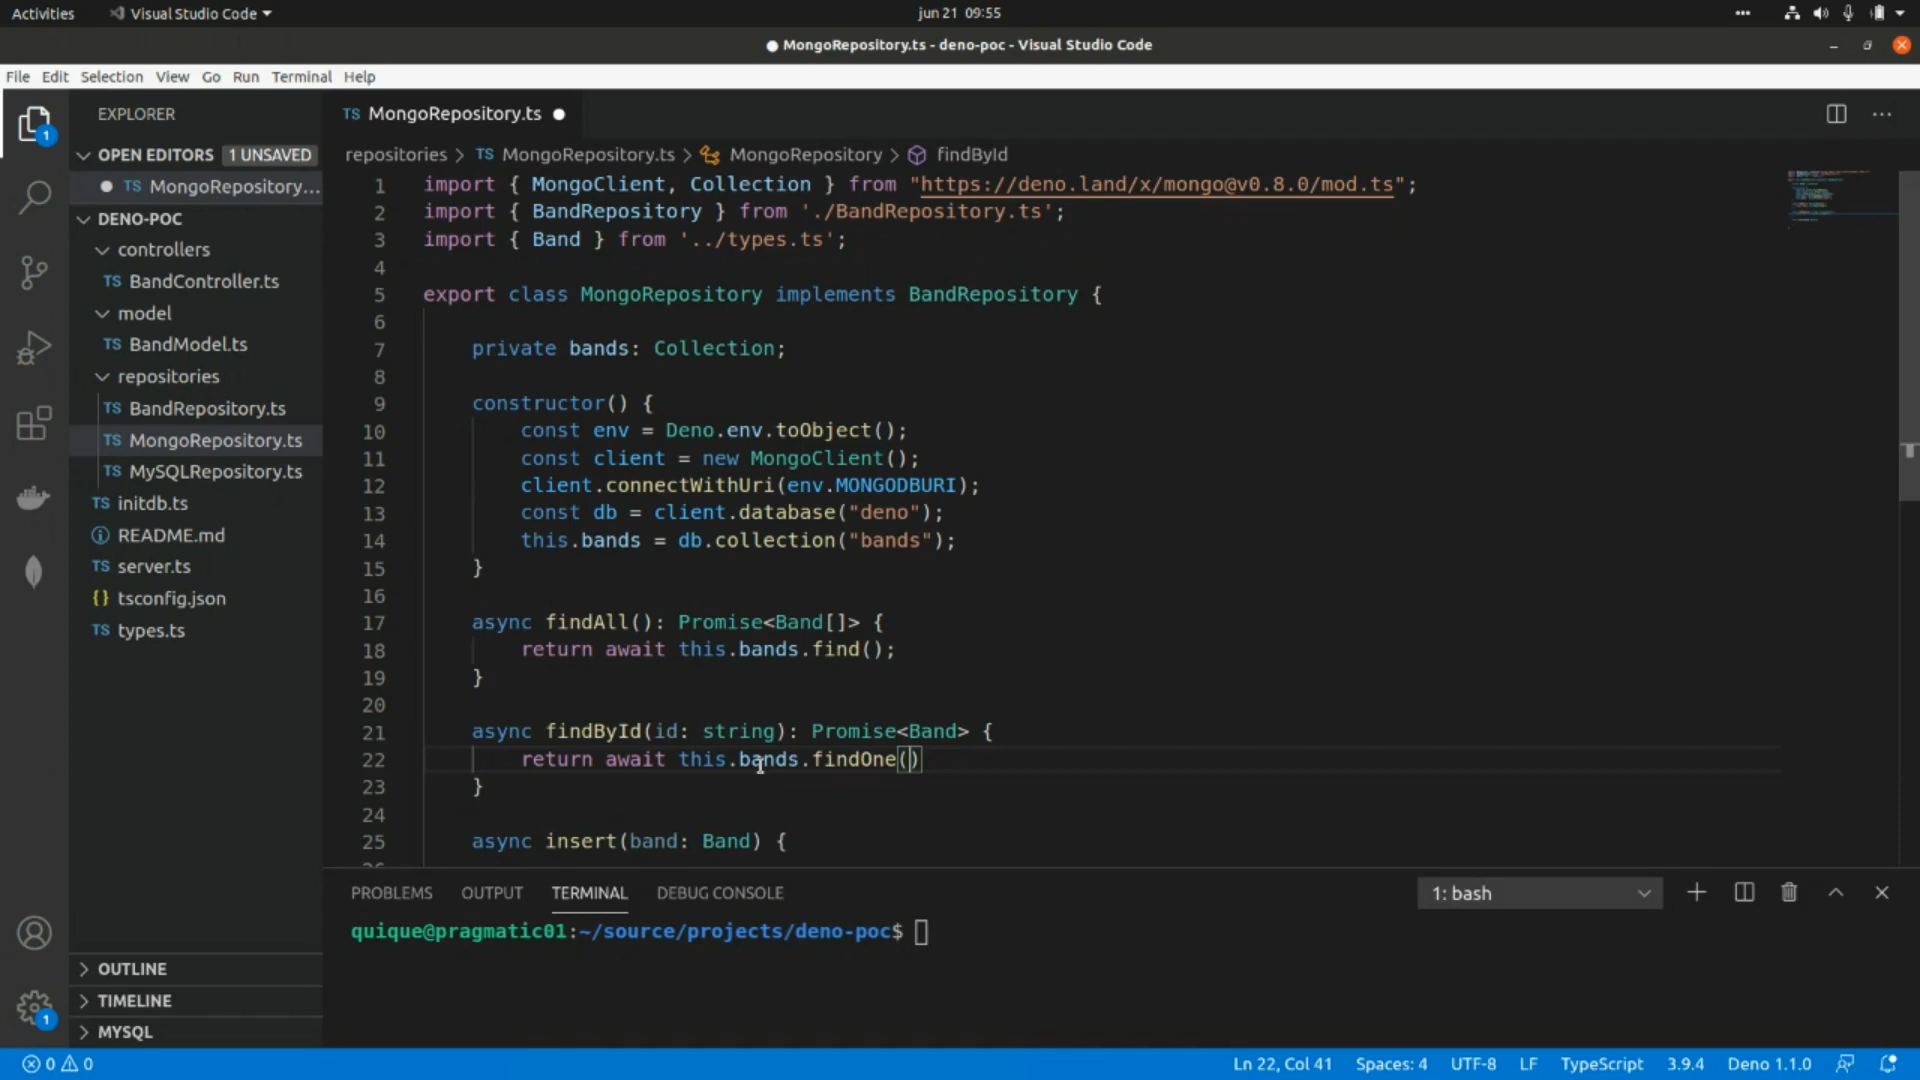 Activities
Visual Studio Code
jun 21 09:55
MongoRepository.ts - deno-poc - Visual Studio Code
File Edit Selection View Go Run Terminal Help
EXPLORER
OPEN EDITORS 1 UNSAVED
TS MongoRepository...
DENO-POC
controllers
TS BandController.ts
model
TS BandModel.ts
repositories
TS BandRepository.ts
TS MongoRepository.ts
TS MySQLRepository.ts
TS initdb.ts
README.md
TS server.ts
{} tsconfig.json
TS types.ts
OUTLINE
TIMELINE
MYSQL
1
1
TS MongoRepository.ts
repositories > TS MongoRepository.ts > MongoRepository > findById
1 import { MongoClient, Collection } from "https://deno.land/x/mongo@v0.8.0/mod.ts";
2 import { BandRepository } from './BandRepository.ts';
3 import { Band } from '../types.ts';
4
5 export class MongoRepository implements BandRepository {
6
7 private bands: Collection;
8
9 constructor() {
10 const env = Deno.env.toObject();
11 const client = new MongoClient();
12 client.connectWithUri(env.MONGODBURI);
13 const db = client.database("deno");
14 this.bands = db.collection("bands");
15 }
16
17 async findAll(): Promise<Band[]> {
18 return await this.bands.find();
19 }
20
21 async findById(id: string): Promise<Band> {
22 return await this.bands.findOne()
23 }
24
25 async insert(band: Band) {
PROBLEMS OUTPUT TERMINAL DEBUG CONSOLE
1: bash
quique@pragmatic01:~/source/projects/deno-poc$
0 0
Ln 22, Col 41 Spaces: 4 UTF-8 LF TypeScript 3.9.4 Deno 1.1.0